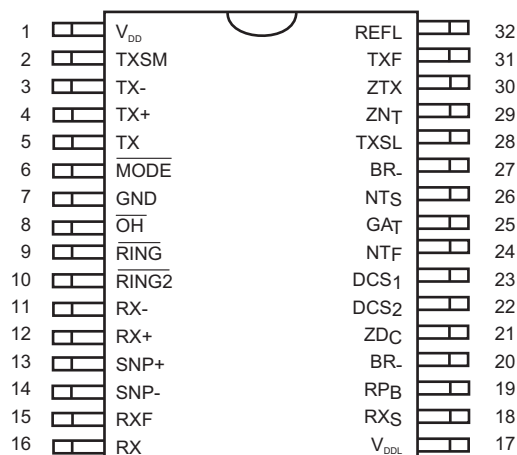 1 V_DD REFL 32
2 TXSM TXF 31
3 TX- ZTX 30
4 TX+ ZNT 29
5 TX TXSL 28
6 MODE BR- 27
7 GND NTS 26
8 OH GAT 25
9 RING NTF 24
10 RING2 DCS1 23
11 RX- DCS2 22
12 RX+ ZDC 21
13 SNP+ BR- 20
14 SNP- RPB 19
15 RXF RXS 18
16 RX V_DDL 17